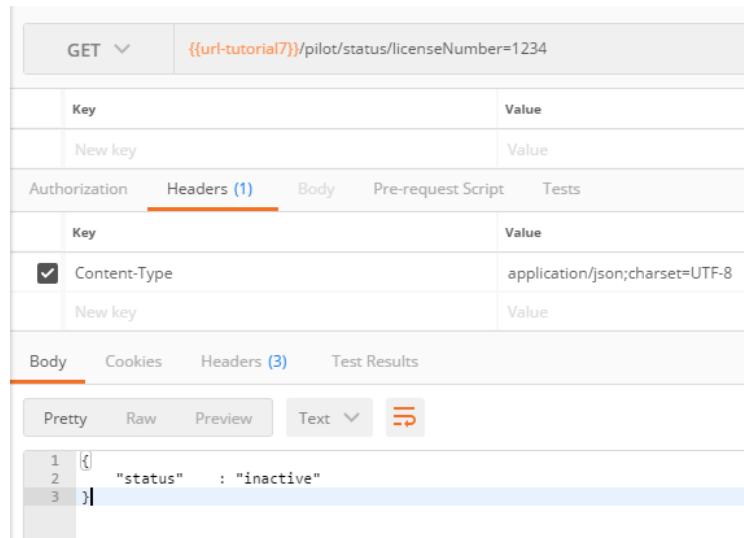 GET {{url-tutorial7}}/pilot/status/licenseNumber=1234
Key Value
New key Value
Authorization Headers (1) Body Pre-request Script Tests
Key Value
Content-Type application/json;charset=UTF-8
New key Value
Body Cookies Headers (3) Test Results
Pretty Raw Preview Text
1 {
2 "status" : "inactive"
3 }